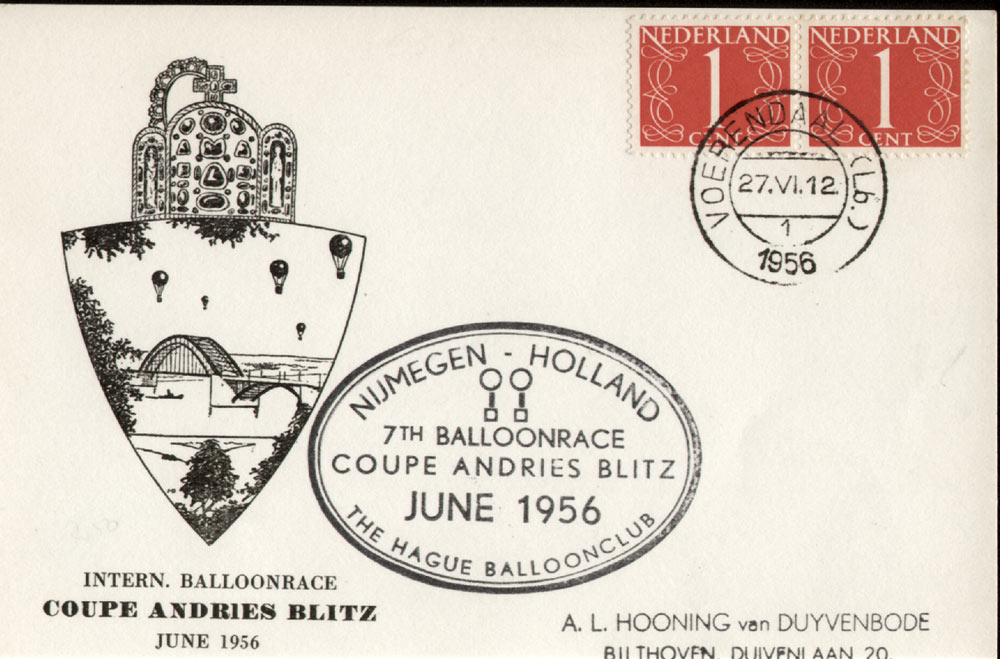 NEDERLAND
1
CENT
NEDERLAND
1
CENT
VOERENDAAL (Lb.)
27.VI.12.
1
1956
NIJMEGEN - HOLLAND
7TH BALLOONRACE
COUPE ANDRIES BLITZ
JUNE 1956
THE HAGUE BALLOONCLUB
INTERN. BALLOONRACE
COUPE ANDRIES BLITZ
JUNE 1956
A. L. HOONING van DUYVENBODE
BILTHOVEN, DUIVENLAAN 20.